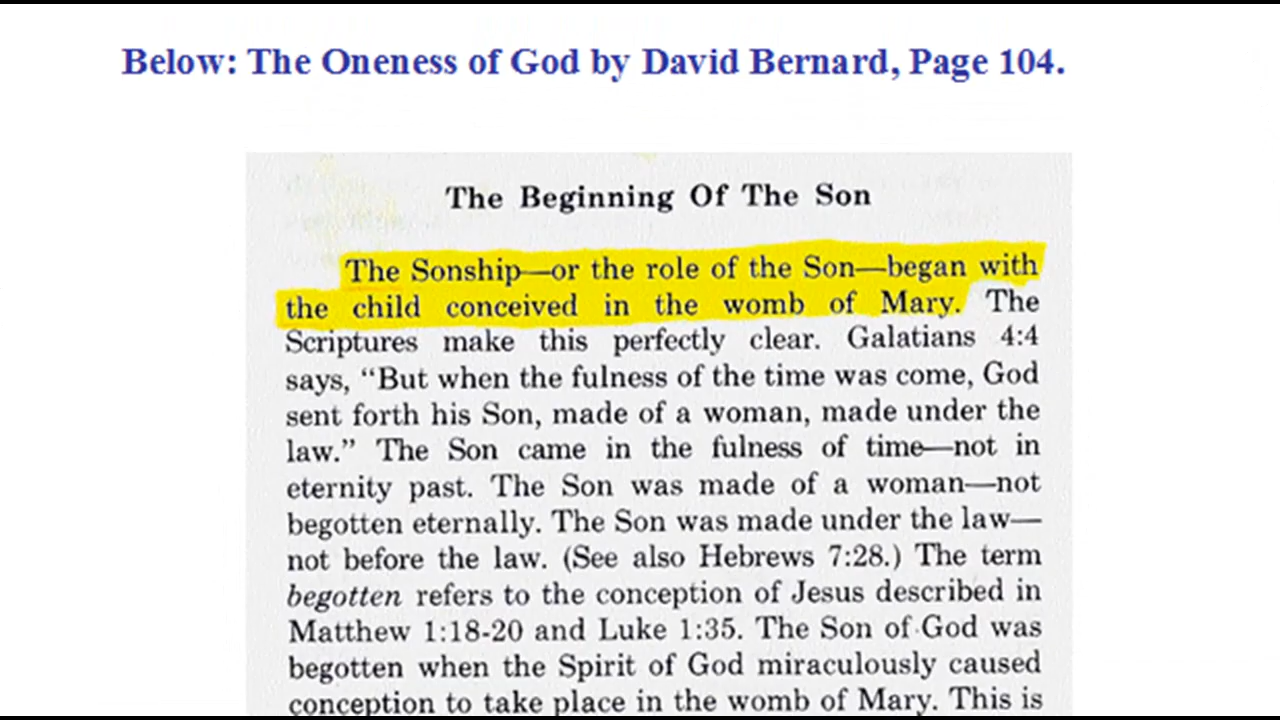 Below: The Oneness of God by David Bernard, Page 104.
The Beginning Of The Son
The Sonship—or the role of the Son—began with
the child conceived in the womb of Mary. The
Scriptures make this perfectly clear. Galatians 4:4
says, “But when the fulness of the time was come, God
sent forth his Son, made of a woman, made under the
law.” The Son came in the fulness of time—not in
eternity past. The Son was made of a woman—not
begotten eternally. The Son was made under the law—
not before the law. (See also Hebrews 7:28.) The term
begotten refers to the conception of Jesus described in
Matthew 1:18-20 and Luke 1:35. The Son of God was
begotten when the Spirit of God miraculously caused
conception to take place in the womb of Mary. This is